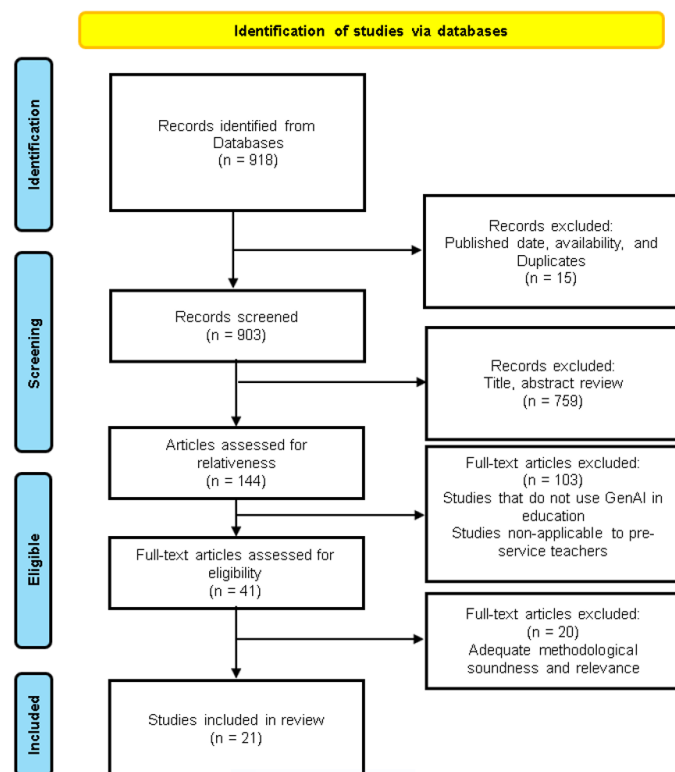 Identification of studies via databases
Identification
Records identified from
Databases
(n = 918)
Records excluded:
Published date, availability, and
Duplicates
(n = 15)
Screening
Records screened
(n = 903)
Records excluded:
Title, abstract review
(n = 759)
Articles assessed for
relativeness
(n = 144)
Full-text articles excluded:
(n = 103)
Studies that do not use GenAI in
education
Studies non-applicable to pre-
service teachers
Eligible
Full-text articles assessed for
eligibility
(n = 41)
Full-text articles excluded:
(n = 20)
Adequate methodological
soundness and relevance
Included
Studies included in review
(n = 21)